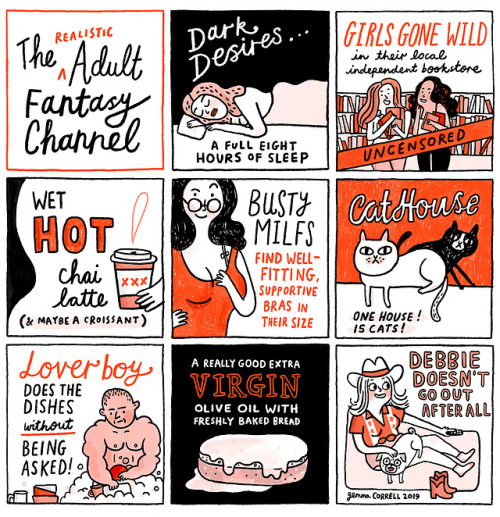 The REALISTIC
^ Adult
Fantasy
Channel
Dark
Desires...
A FULL EIGHT
HOURS OF SLEEP
GIRLS GONE WILD
in their local
independent bookstore
UNCENSORED
WET
HOT
chai
latte
(& MAYBE A CROISSANT)
XXX
BUSTY
MILFS
FIND WELL-
FITTING,
SUPPORTIVE
BRAS IN
THEIR SIZE
CatHouse
ONE HOUSE!
15 CATS!
Loverboy
DOES THE
DISHES
without
BEING
ASKED!
A REALLY GOOD EXTRA
VIRGIN
OLIVE OIL WITH
FRESHLY BAKED BREAD
DEBBIE
DOESN'T
GO OUT
AFTER ALL
gemma CORRELL 2019